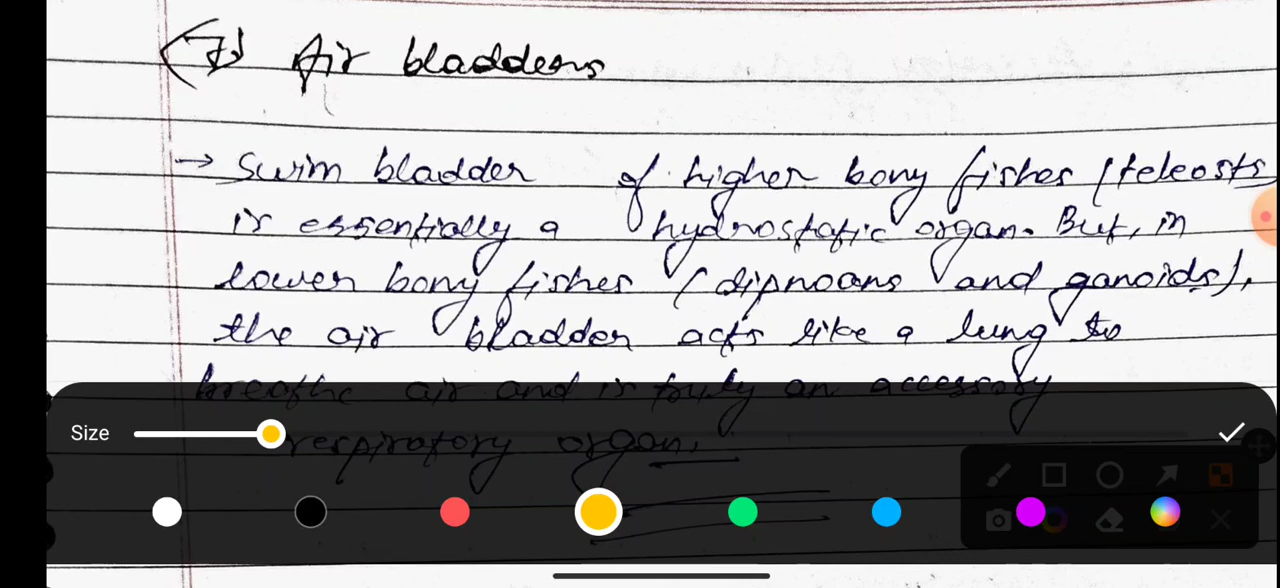 (7) Air bladders
→ Swim bladder of higher bony fishes (teleosts
is essentially a hydrostatic organ. But, in
lower bony fishes (dipnoans and ganoids),
the air bladder acts like a lung to
breathe air and is truly an accessory
respiratory organ.
Size